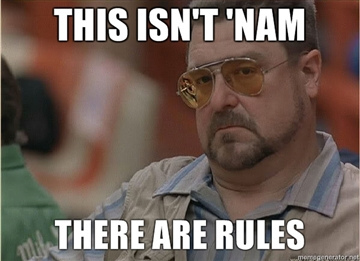 THIS ISN'T 'NAM
THERE ARE RULES
memegenerator.net